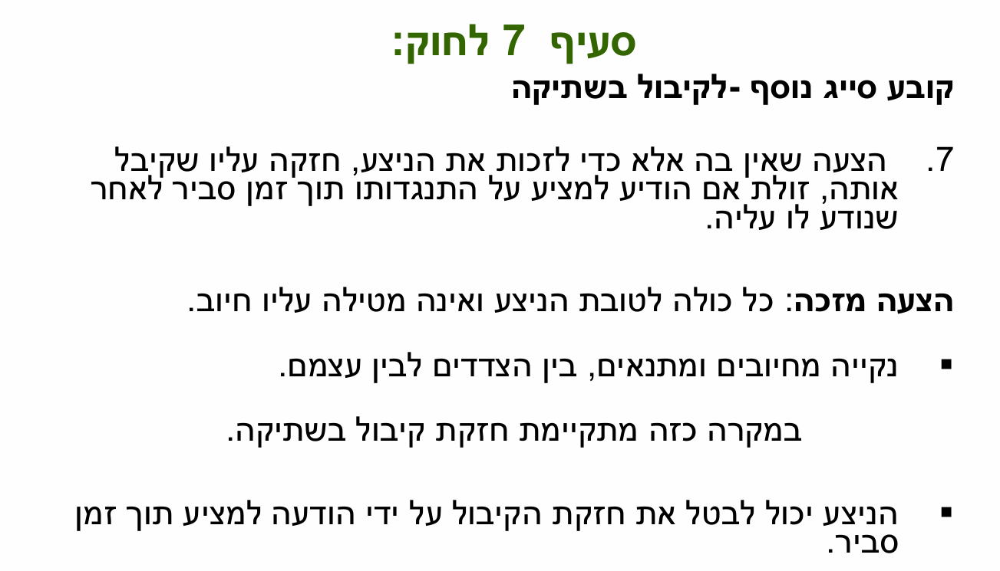 סעיף 7 לחוק:
קובע סייג נוסף -לקיבול בשתיקה
7. הצעה שאין בה אלא כדי לזכות את הניצע, חזקה עליו שקיבל
אותה, זולת אם הודיע למציע על התנגדותו תוך זמן סביר לאחר
שנודע לו עליה.
הצעה מזכה: כל כולה לטובת הניצע ואינה מטילה עליו חיוב.
▪ נקייה מחיובים ומתנאים, בין הצדדים לבין עצמם.
במקרה כזה מתקיימת חזקת קיבול בשתיקה.
▪ הניצע יכול לבטל את חזקת הקיבול על ידי הודעה למציע תוך זמן
סביר.